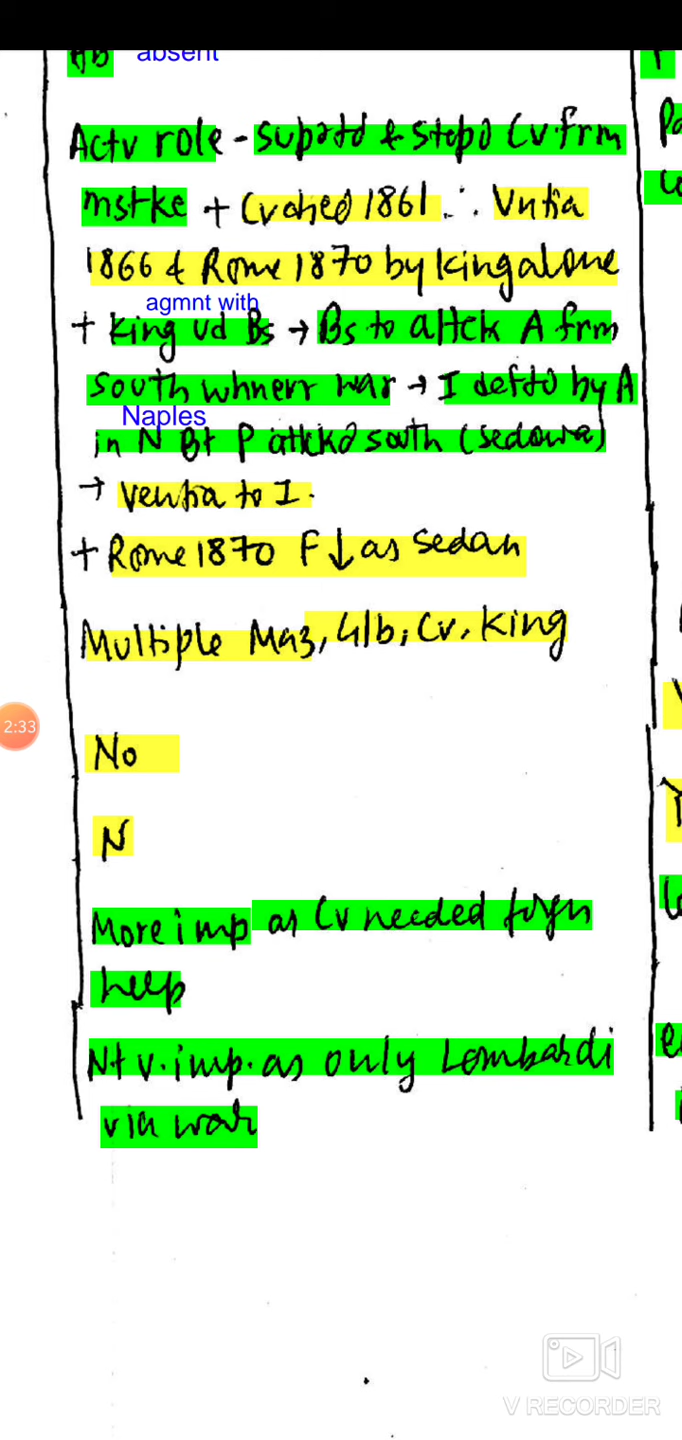 AB absent
Actv role - supprtd & stopd Cv frm
mstke + Cv died 1861 ∴ Vntia
1866 & Rome 1870 by king alone
agmnt with
+ king vd Bs → Bs to attck A frm
south whnevr war → I deftd by A
Naples
in N Bt P attckd south (sedowa)
→ Ventia to I.
+ Rome 1870 F ↓ as Sedan
Multiple Maz, Glb, Cv, King
2:33
No
N
More imp as Cv needed forgn
help
Nt v.imp. as only Lombardi
via war
V RECORDER